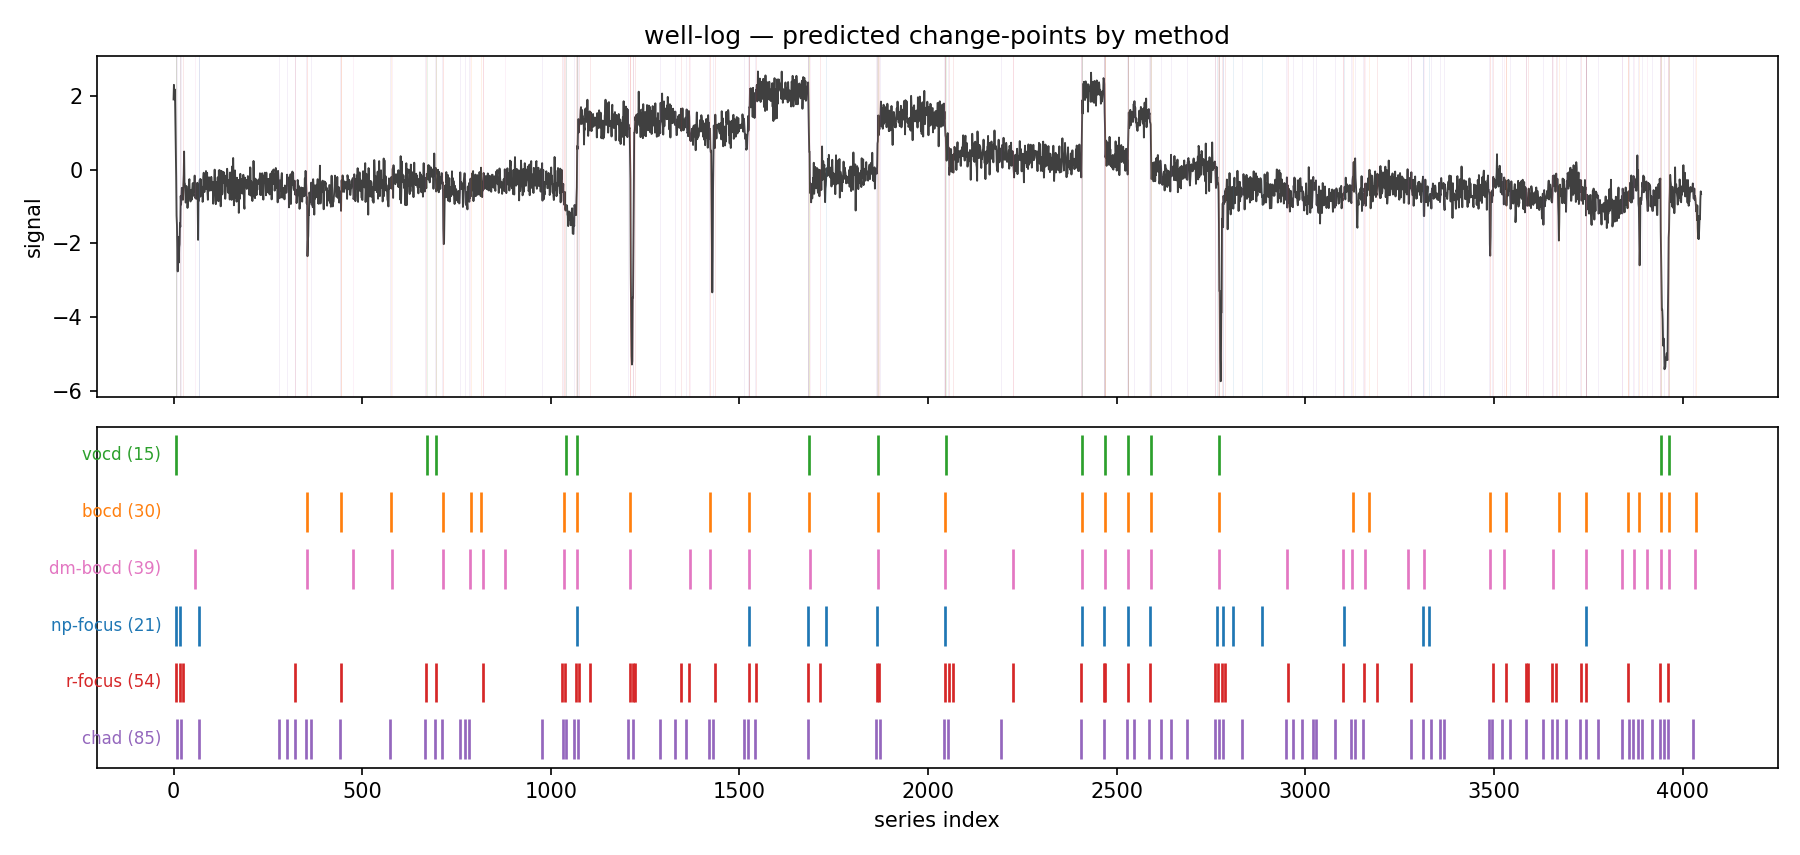 well-log — predicted change-points by method
signal
2
0
−2
−4
−6
vocd (15)
bocd (30)
dm-bocd (39)
np-focus (21)
r-focus (54)
chad (85)
0 500 1000 1500 2000 2500 3000 3500 4000
series index